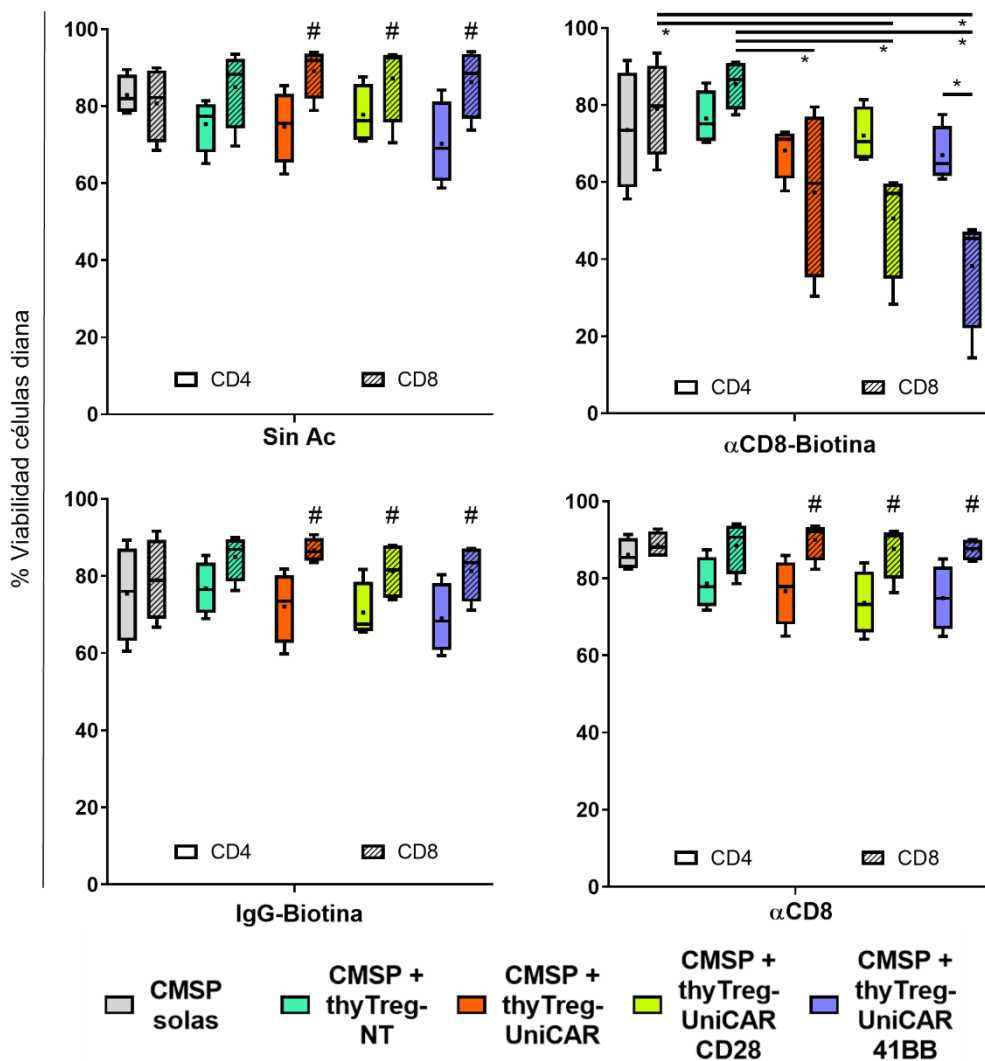 % Viabilidad células diana
100
80
60
40
20
0
# # #
CD4 CD8
Sin Ac
100
80
60
40
20
0
* * * * * *
CD4 CD8
αCD8-Biotina
100
80
60
40
20
0
# # #
CD4 CD8
IgG-Biotina
100
80
60
40
20
0
# # #
CD4 CD8
αCD8
CMSP
solas
CMSP +
thyTreg-
NT
CMSP +
thyTreg-
UniCAR
CMSP +
thyTreg-
UniCAR
CD28
CMSP +
thyTreg-
UniCAR
41BB